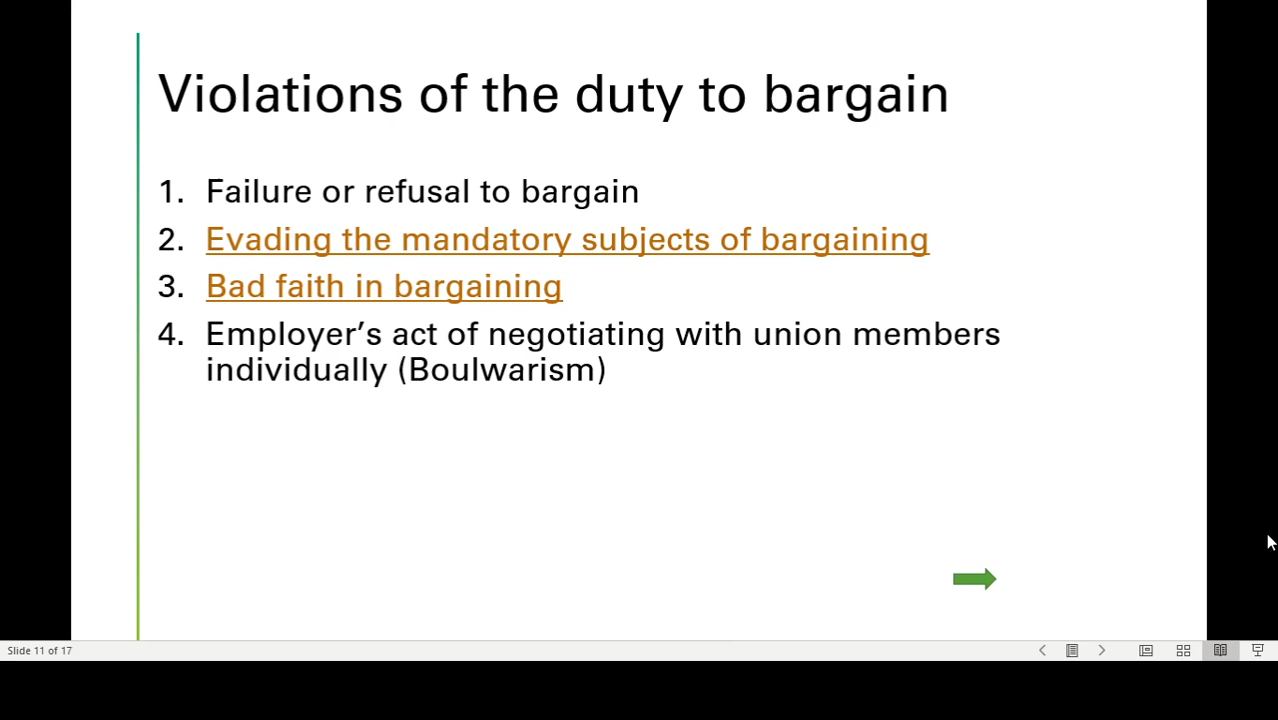 Violations of the duty to bargain
1. Failure or refusal to bargain
2. Evading the mandatory subjects of bargaining
3. Bad faith in bargaining
4. Employer’s act of negotiating with union members
individually (Boulwarism)
Slide 11 of 17